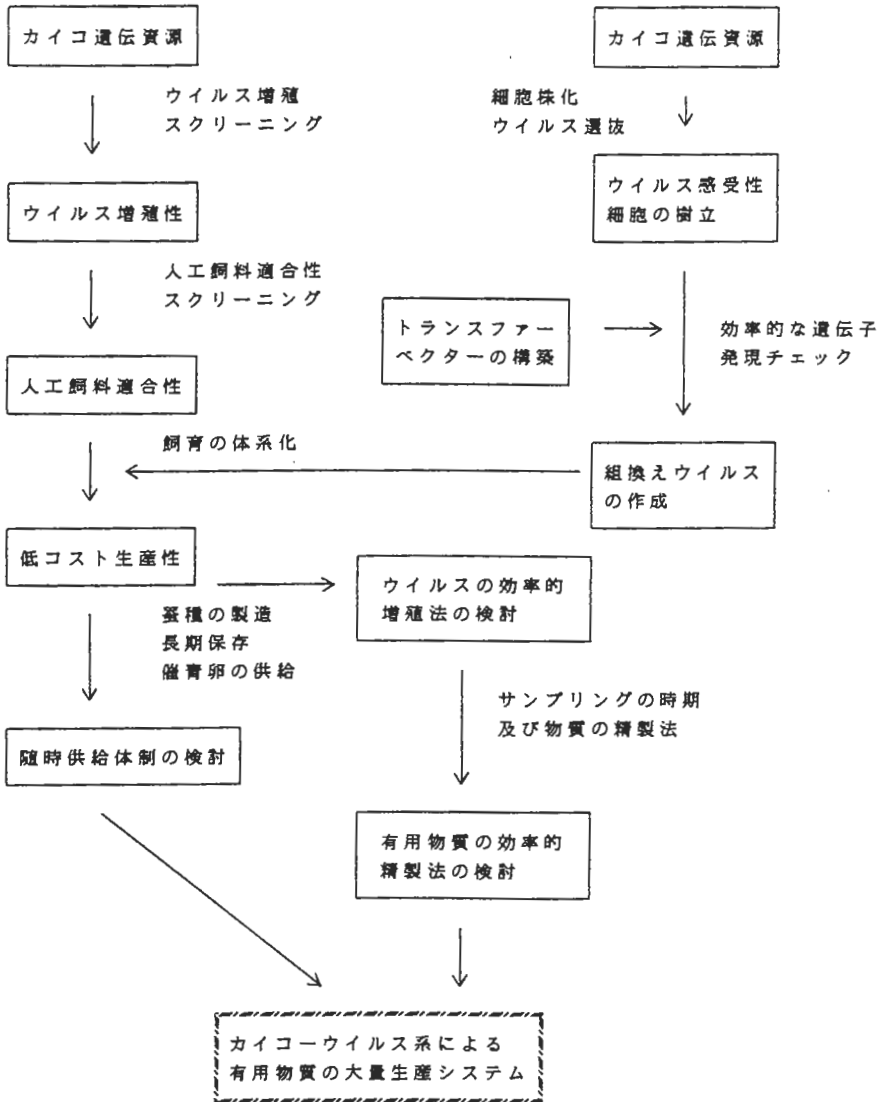 カイコ遺伝資源
カイコ遺伝資源
ウイルス増殖
スクリーニング
細胞株化
ウイルス選抜
ウイルス増殖性
ウイルス感受性
細胞の樹立
人工飼料適合性
スクリーニング
トランスファー
ベクターの構築
効率的な遺伝子
発現チェック
人工飼料適合性
飼育の体系化
組換えウイルス
の作成
低コスト生産性
ウイルスの効率的
増殖法の検討
蚕種の製造
長期保存
催青卵の供給
サンプリングの時期
及び物質の精製法
随時供給体制の検討
有用物質の効率的
精製法の検討
カイコーウイルス系による
有用物質の大量生産システム